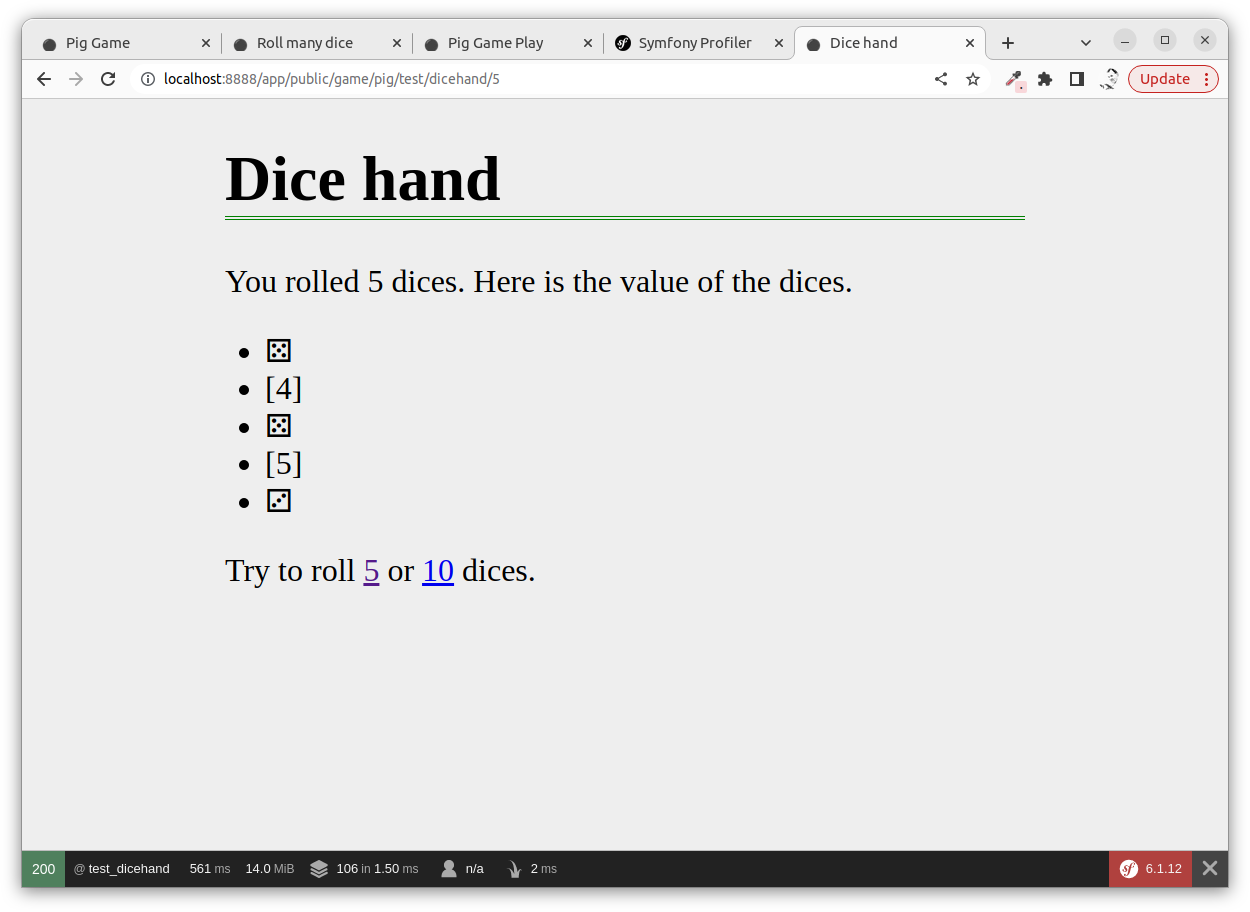 Pig Game
Roll many dice
Pig Game Play
Symfony Profiler
Dice hand
localhost:8888/app/public/game/pig/test/dicehand/5
Update
Dice hand
You rolled 5 dices. Here is the value of the dices.
• ⚄
• [4]
• ⚄
• [5]
• ⚂
Try to roll 5 or 10 dices.
200 @ test_dicehand 561 ms 14.0 MiB 106 in 1.50 ms n/a 2 ms sf 6.1.12